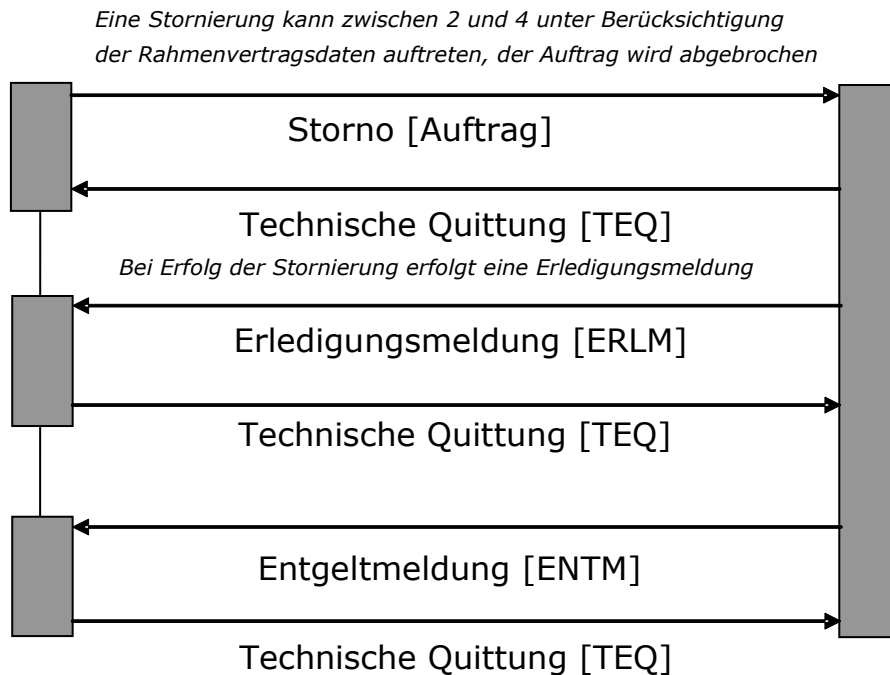 Eine Stornierung kann zwischen 2 und 4 unter Berücksichtigung
der Rahmenvertragsdaten auftreten, der Auftrag wird abgebrochen
Storno [Auftrag]
Technische Quittung [TEQ]
Bei Erfolg der Stornierung erfolgt eine Erledigungsmeldung
Erledigungsmeldung [ERLM]
Technische Quittung [TEQ]
Entgeltmeldung [ENTM]
Technische Quittung [TEQ]